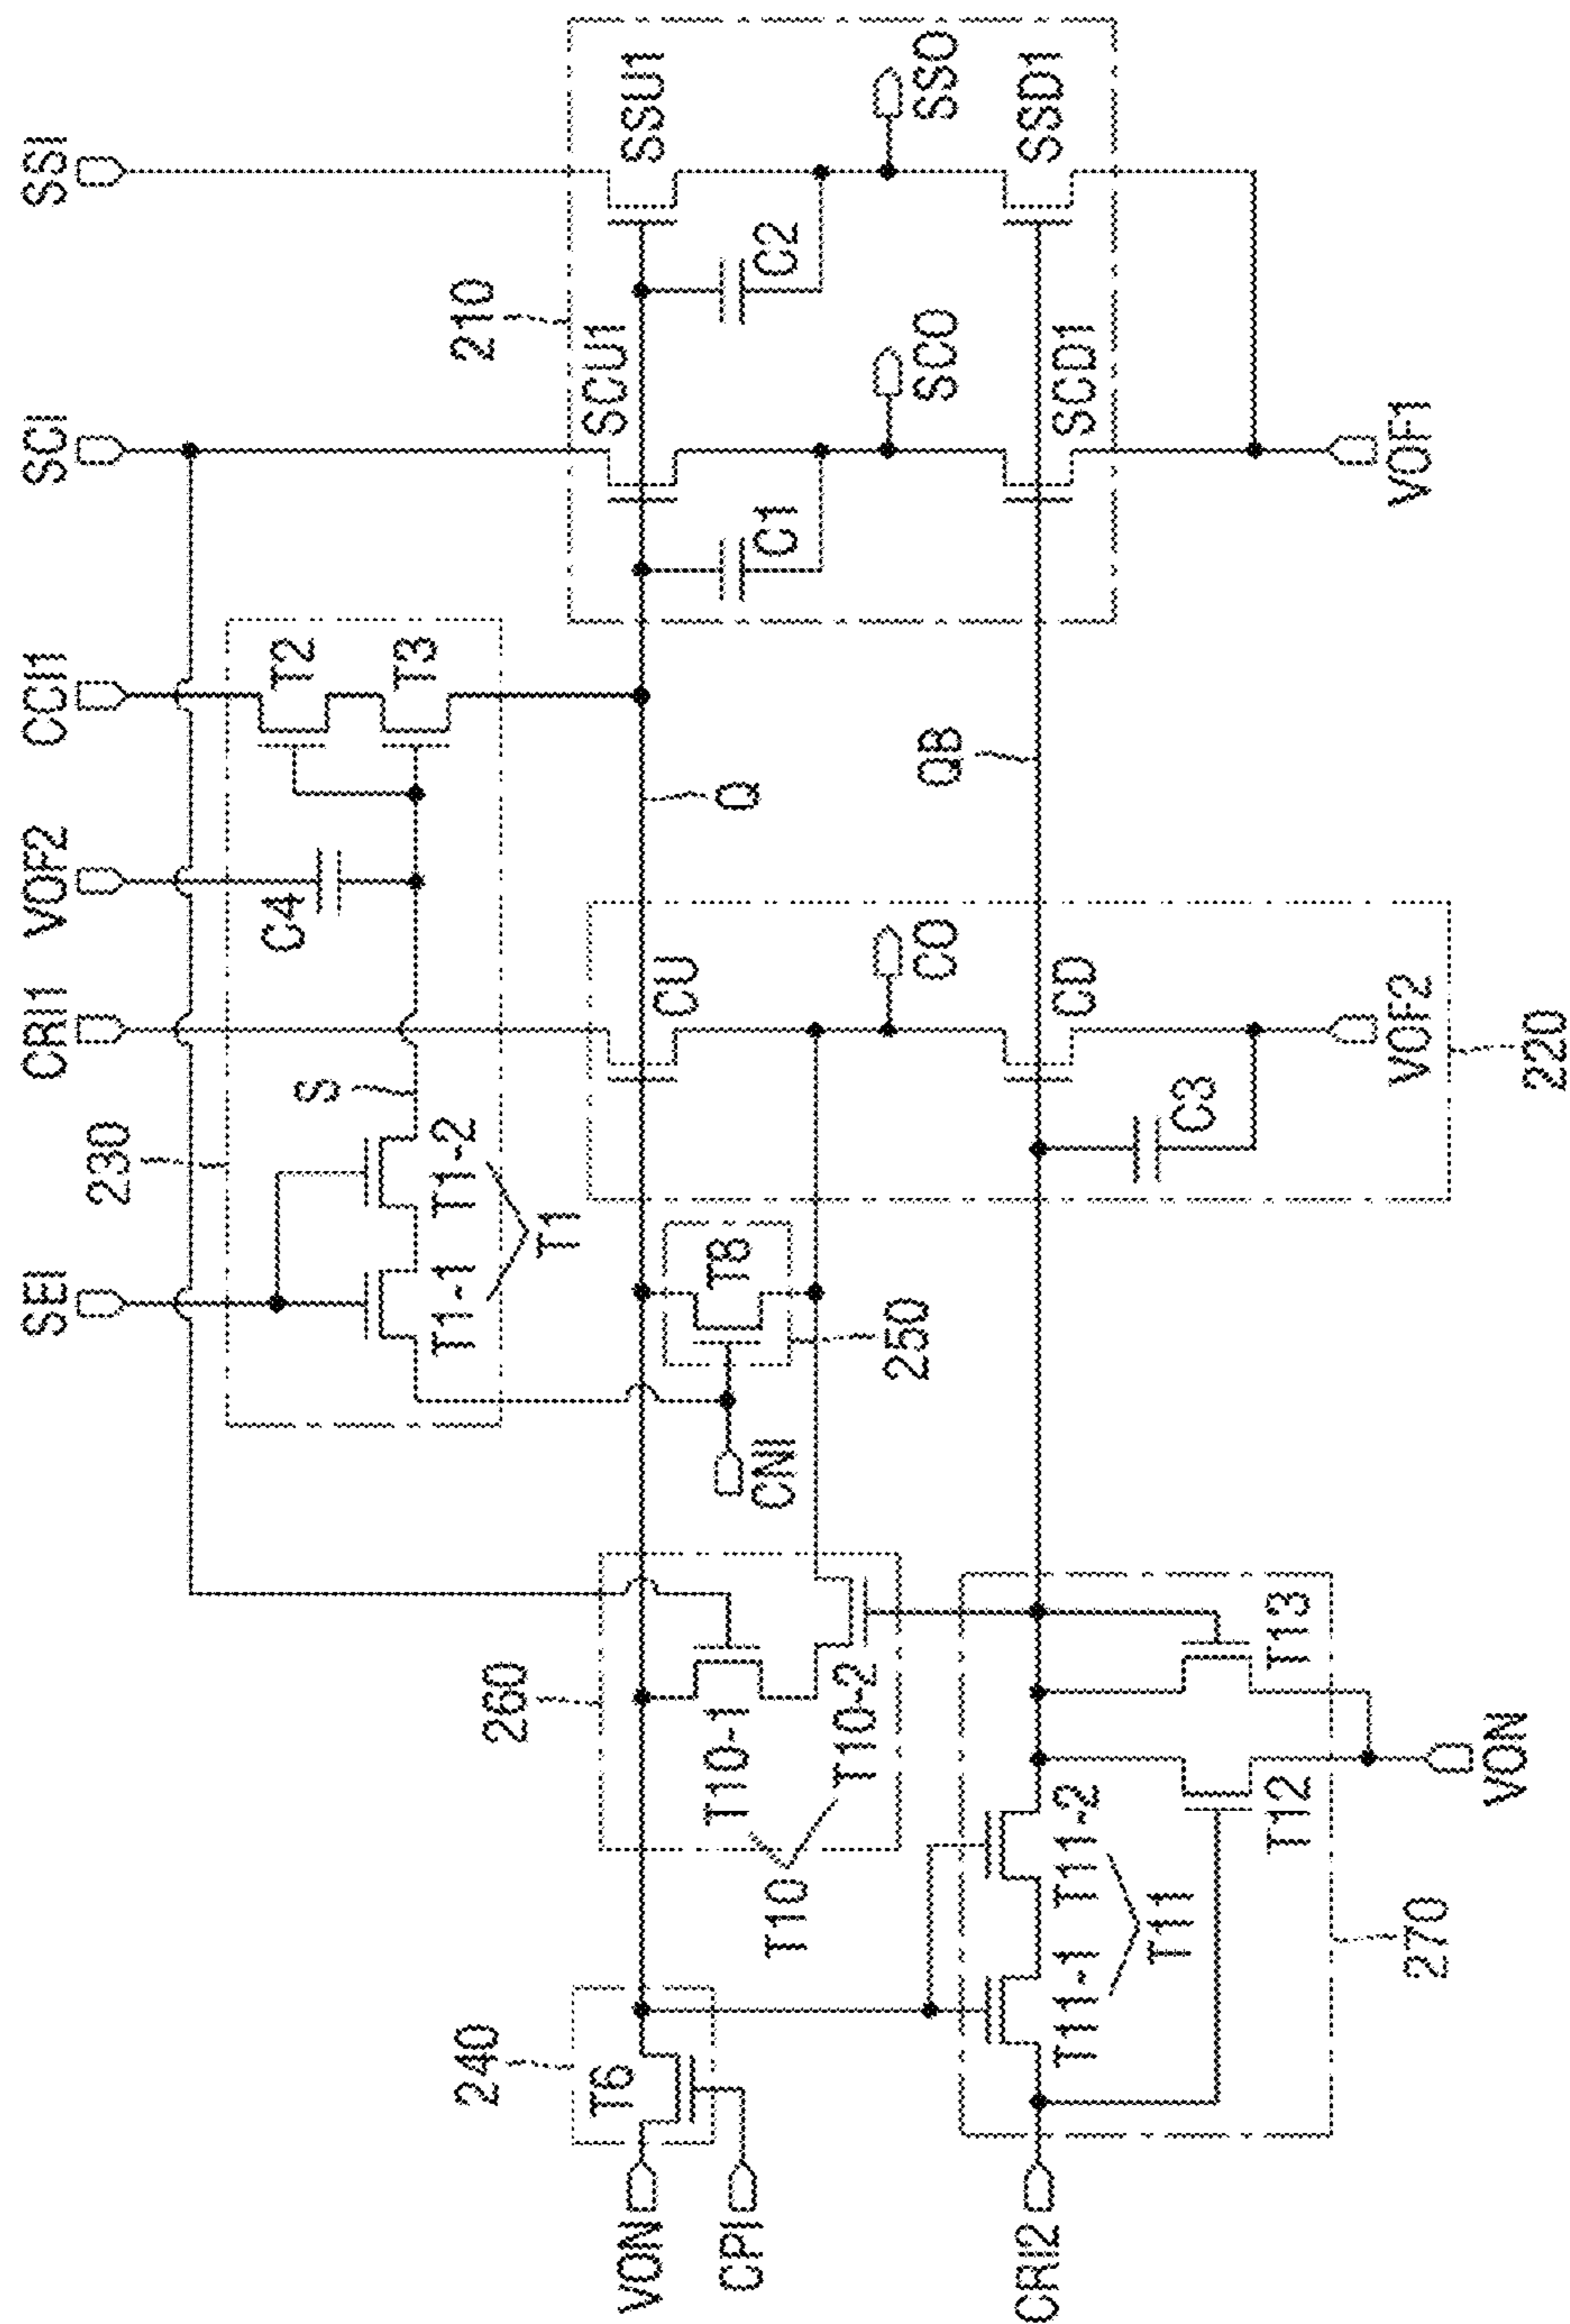 SEI
CRI1
VOF2
CCI1
SCI
SSI
230
S
C4
T2
T3
T1-1
T1-2
T1
210
SCU1
SSU1
C1
C2
SCO
SSO
SCD1
SSD1
VOF1
Q
QB
CU
CO
CD
C3
VOF2
220
T8
250
CNI
260
T10-1
T10-2
T10
240
T6
VON
CPI
CRI2
T11-1
T11-2
T11
T12
T13
270
VON